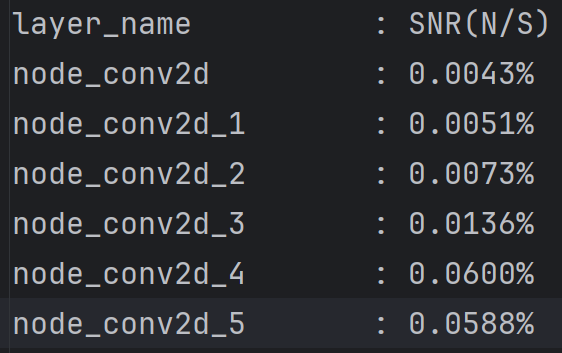 layer_name : SNR(N/S)
node_conv2d : 0.0043%
node_conv2d_1 : 0.0051%
node_conv2d_2 : 0.0073%
node_conv2d_3 : 0.0136%
node_conv2d_4 : 0.0600%
node_conv2d_5 : 0.0588%